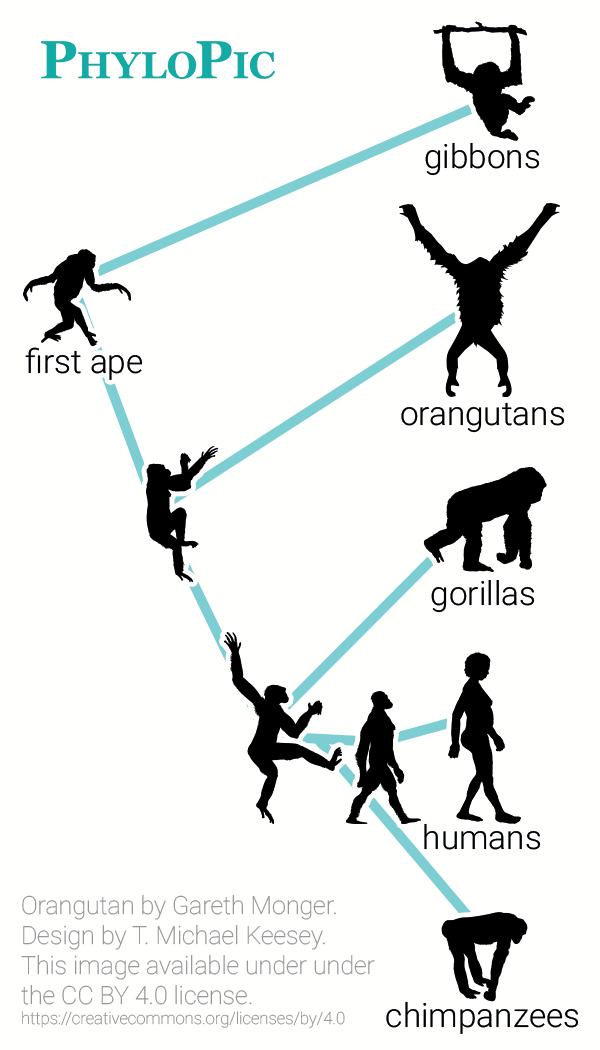 PHYLOPIC
gibbons
first ape
orangutans
gorillas
humans
Orangutan by Gareth Monger.
Design by T. Michael Keesey.
This image available under under
the CC BY 4.0 license.
https://creativecommons.org/licenses/by/4.0
chimpanzees